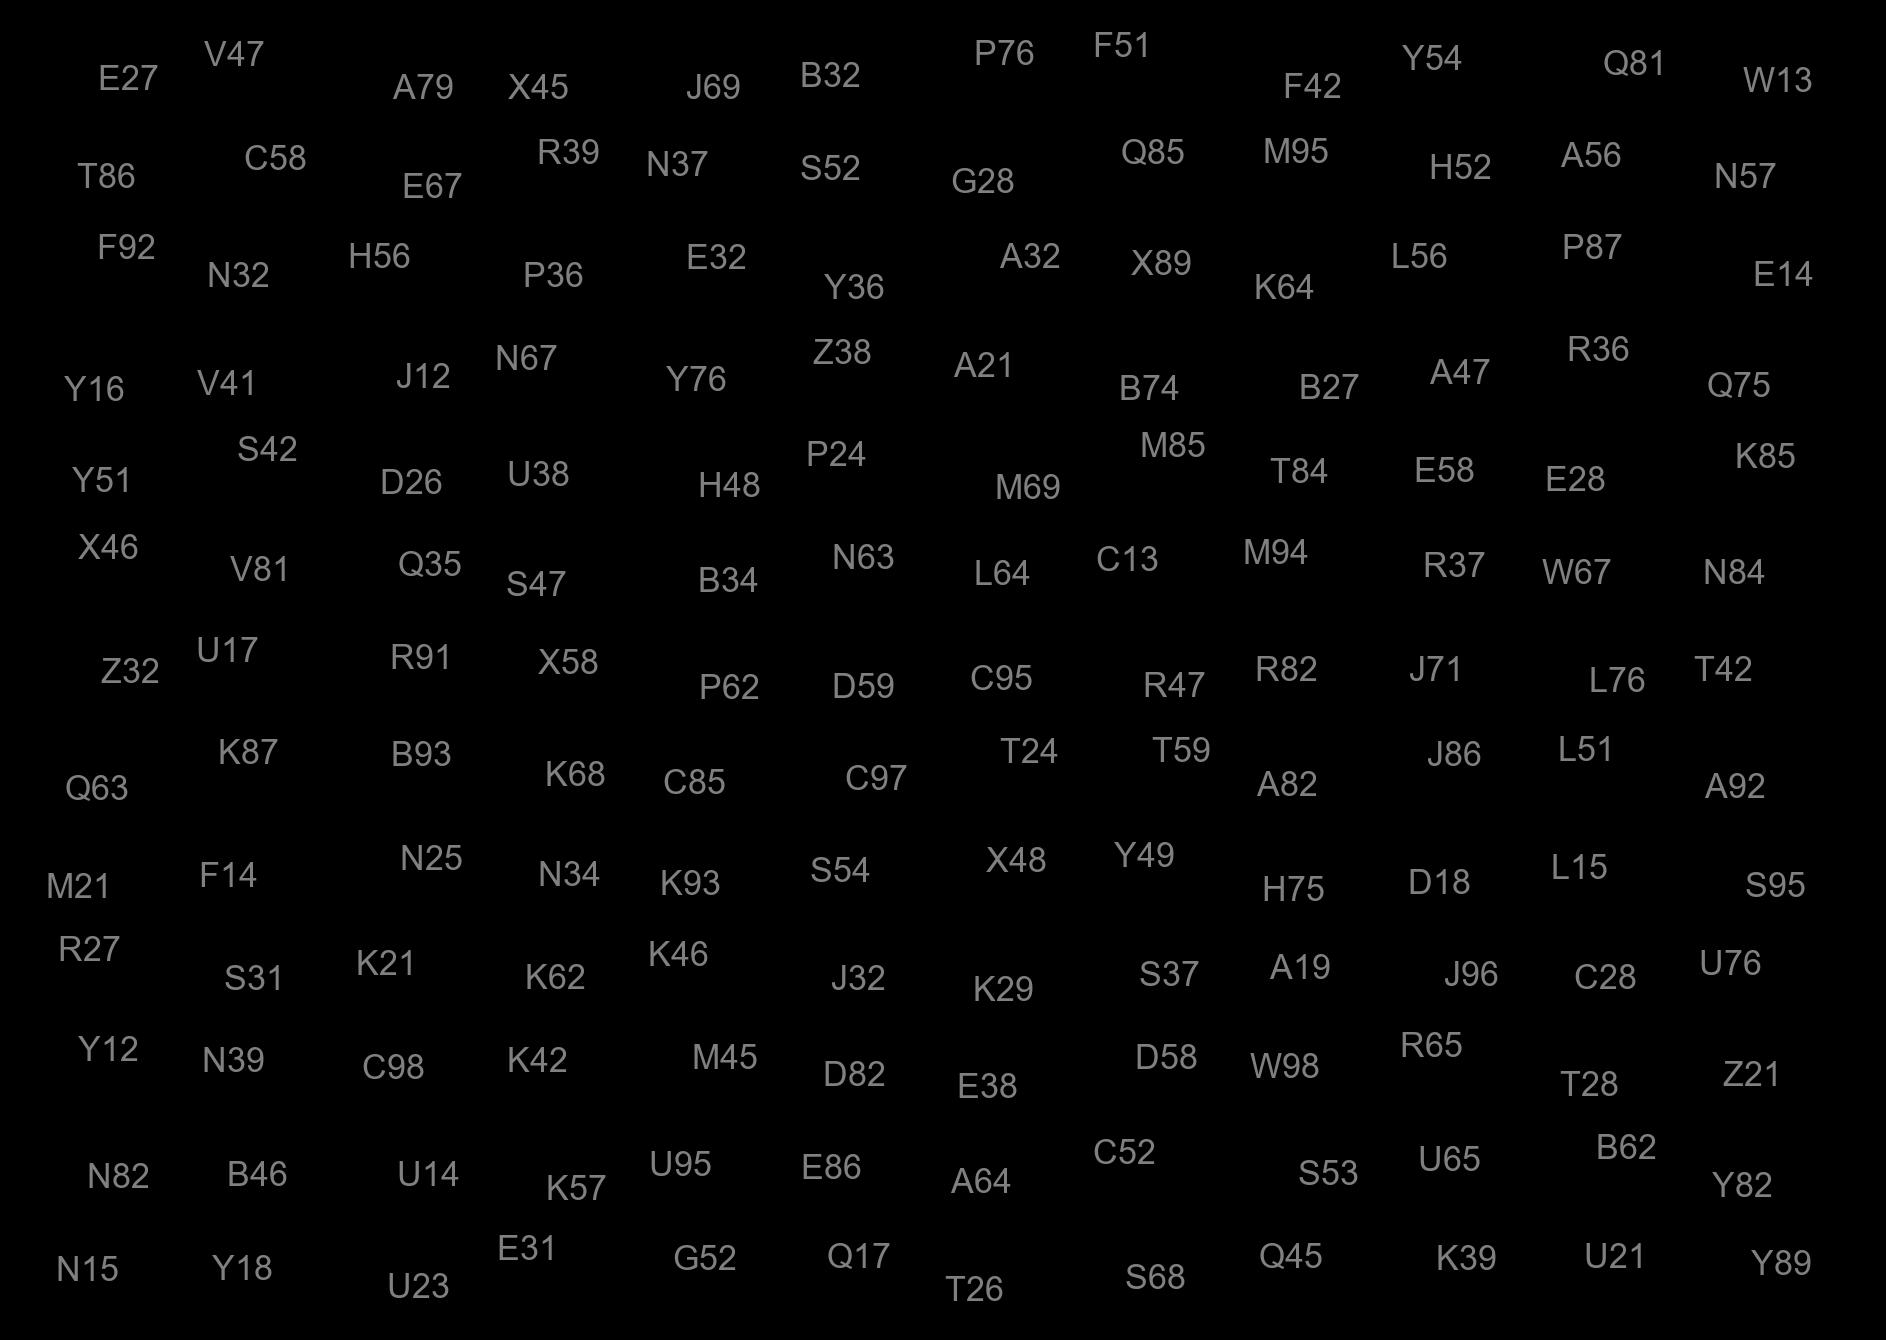 E27 V47 A79 X45 J69 B32 P76 F51 F42 Y54 Q81 W13
T86 C58 E67 R39 N37 S52 G28 Q85 M95 H52 A56 N57
F92 N32 H56 P36 E32 Y36 A32 X89 K64 L56 P87 E14
Y16 V41 J12 N67 Y76 Z38 A21 B74 B27 A47 R36 Q75
Y51 S42 D26 U38 H48 P24 M69 M85 T84 E58 E28 K85
X46 V81 Q35 S47 B34 N63 L64 C13 M94 R37 W67 N84
Z32 U17 R91 X58 P62 D59 C95 R47 R82 J71 L76 T42
Q63 K87 B93 K68 C85 C97 T24 T59 A82 J86 L51 A92
M21 F14 N25 N34 K93 S54 X48 Y49 H75 D18 L15 S95
R27 S31 K21 K62 K46 J32 K29 S37 A19 J96 C28 U76
Y12 N39 C98 K42 M45 D82 E38 D58 W98 R65 T28 Z21
N82 B46 U14 K57 U95 E86 A64 C52 S53 U65 B62 Y82
N15 Y18 U23 E31 G52 Q17 T26 S68 Q45 K39 U21 Y89